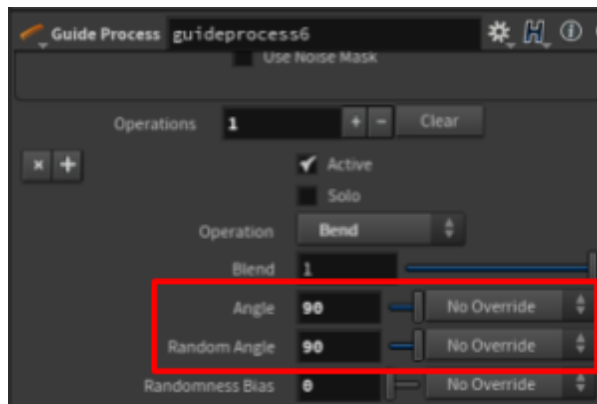 Guide Process guideprocess6
Use Noise Mask
Operations 1 + - Clear
Active
Solo
Operation Bend
Blend 1
Angle 90 No Override
Random Angle 90 No Override
Randomness Bias 0 No Override